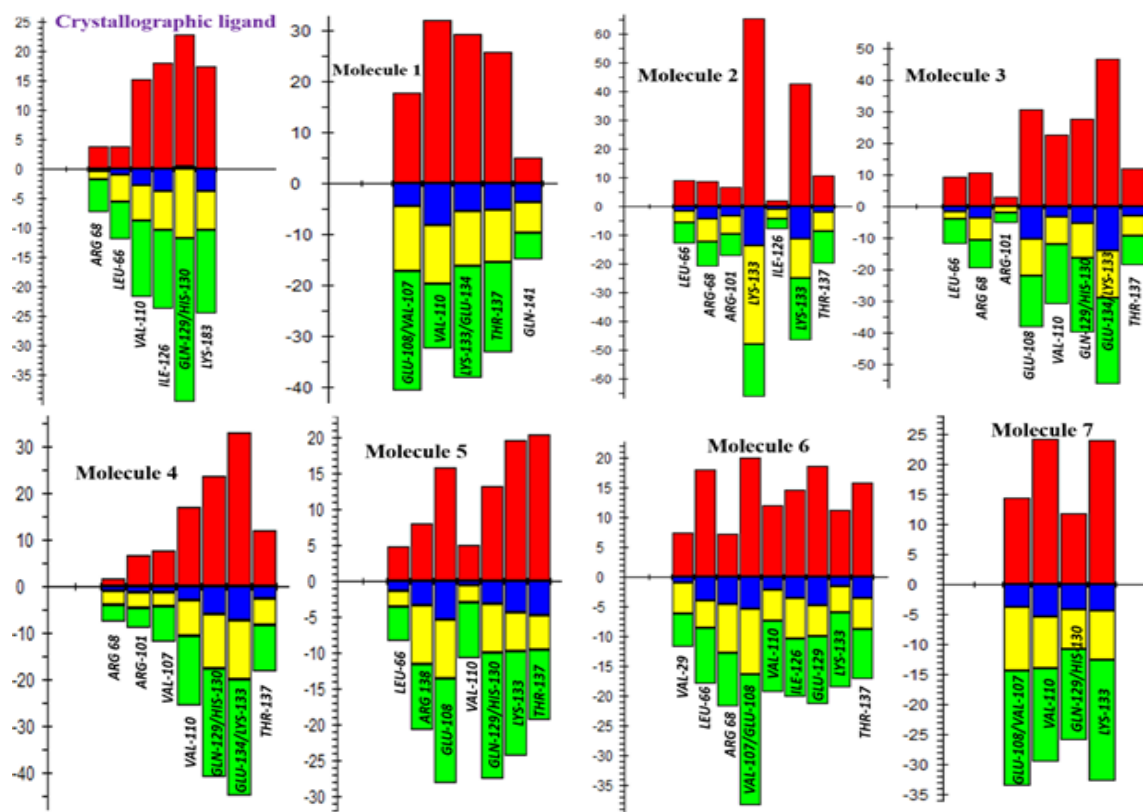 Crystallographic ligand
25
20
15
10
5
0
-5
-10
-15
-20
-25
-30
-35
ARG 68
LEU-66
VAL-110
ILE-126
GLN-129/HIS-130
LYS-183
Molecule 1
30
20
10
0
-10
-20
-30
-40
GLU-108/VAL-107
VAL-110
LYS-133/GLU-134
THR-137
GLN-141
Molecule 2
60
50
40
30
20
10
0
-10
-20
-30
-40
-50
-60
LEU-66
ARG-68
ARG-101
LYS-133
ILE-126
LYS-133
THR-137
Molecule 3
50
40
30
20
10
0
-10
-20
-30
-40
-50
LEU-66
ARG 68
ARG-101
GLU-108
VAL-110
GLN-129/HIS-130
GLU-134/LYS-133
THR-137
Molecule 4
30
20
10
0
-10
-20
-30
-40
ARG 68
ARG-101
VAL-107
VAL-110
GLN-129/HIS-130
GLU-134/LYS-133
THR-137
Molecule 5
20
15
10
5
0
-5
-10
-15
-20
-25
-30
LEU-66
ARG 138
GLU-108
VAL-110
GLN-129/HIS-130
LYS-133
THR-137
Molecule 6
20
15
10
5
0
-5
-10
-15
-20
-25
-30
-35
VAL-29
LEU-66
ARG 68
VAL-107/GLU-108
VAL-110
ILE-126
GLU-129
LYS-133
THR-137
Molecule 7
25
20
15
10
5
0
-5
-10
-15
-20
-25
-30
-35
GLU-108/VAL-107
VAL-110
GLN-129/HIS-130
LYS-133